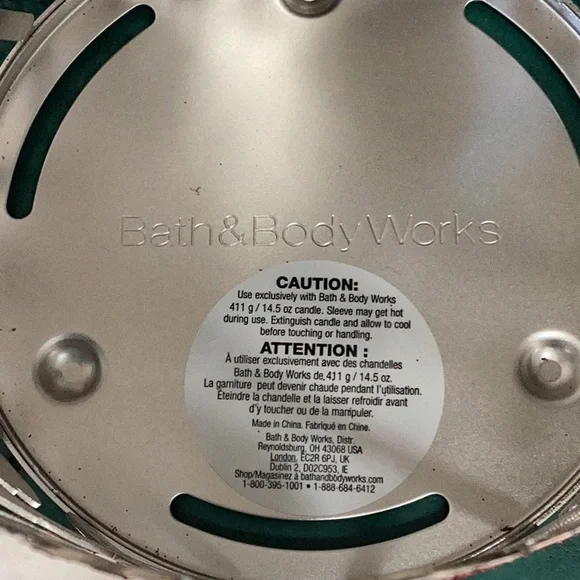 Bath & Body Works
CAUTION:
Use exclusively with Bath & Body Works
411 g / 14.5 oz candle. Sleeve may get hot
during use. Extinguish candle and allow to cool
before touching or handling.
ATTENTION :
À utiliser exclusivement avec des chandelles
Bath & Body Works de 411 g / 14.5 oz.
La garniture peut devenir chaude pendant l'utilisation.
Éteindre la chandelle et la laisser refroidir avant
d'y toucher ou de la manipuler.
Made in China. Fabriqué en Chine.
Bath & Body Works, Distr.
Reynoldsburg, OH 43068 USA
London, EC2R 6PJ, UK
Dublin 2, D02C953, IE
Shop/Magasinez à bathandbodyworks.com
1-800-395-1001 • 1-888-684-6412